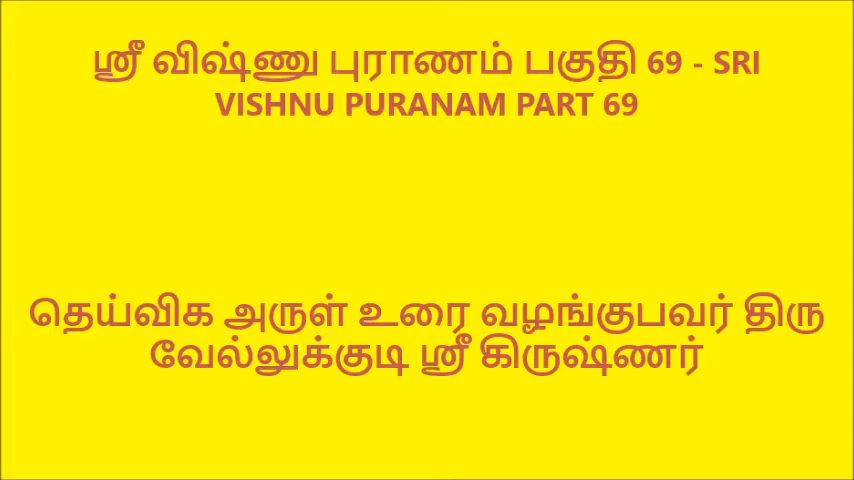 ஸ்ரீ விஷ்ணு புராணம் பகுதி 69 - SRI
VISHNU PURANAM PART 69
தெய்விக அருள் உரை வழங்குபவர் திரு
வேல்லுக்குடி ஸ்ரீ கிருஷ்ணர்